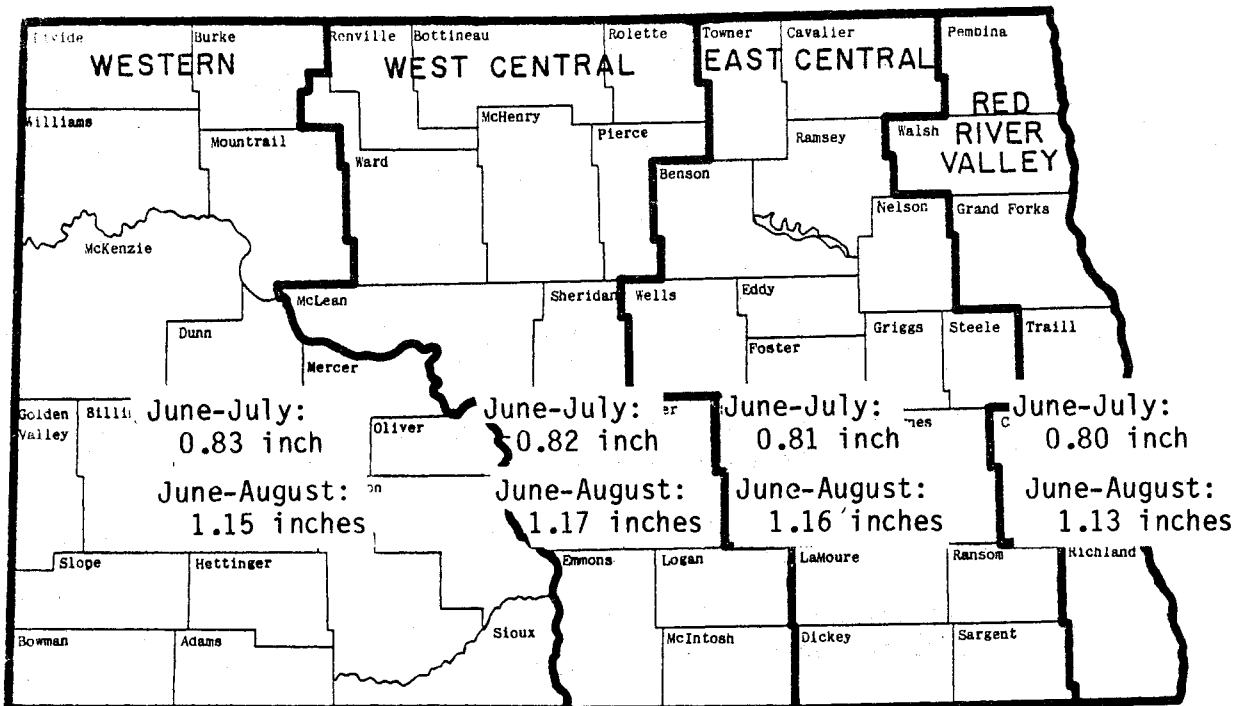 Burke
Renville
Bottineau
Rolette
Towner
Cavalier
Pembina
WESTERN
WEST CENTRAL
EAST CENTRAL
RED
RIVER
VALLEY
Williams
Mountrail
Ward
McHenry
Pierce
Benson
Ramsey
Walsh
Nelson
Grand Forks
McKenzie
McLean
Sheridan
Wells
Eddy
Dunn
Mercer
Foster
Griggs
Steele
Traill
Golden
Valley
Billi
Oliver
er
nes
C
on
June-July:
0.83 inch
June-August:
1.15 inches
June-July:
0.82 inch
June-August:
1.17 inches
June-July:
0.81 inch
June-August:
1.16 inches
June-July:
0.80 inch
June-August:
1.13 inches
Slope
Hettinger
Emmons
Logan
LaMoure
Ransom
Richland
Bowman
Adams
Sioux
McIntosh
Dickey
Sargent